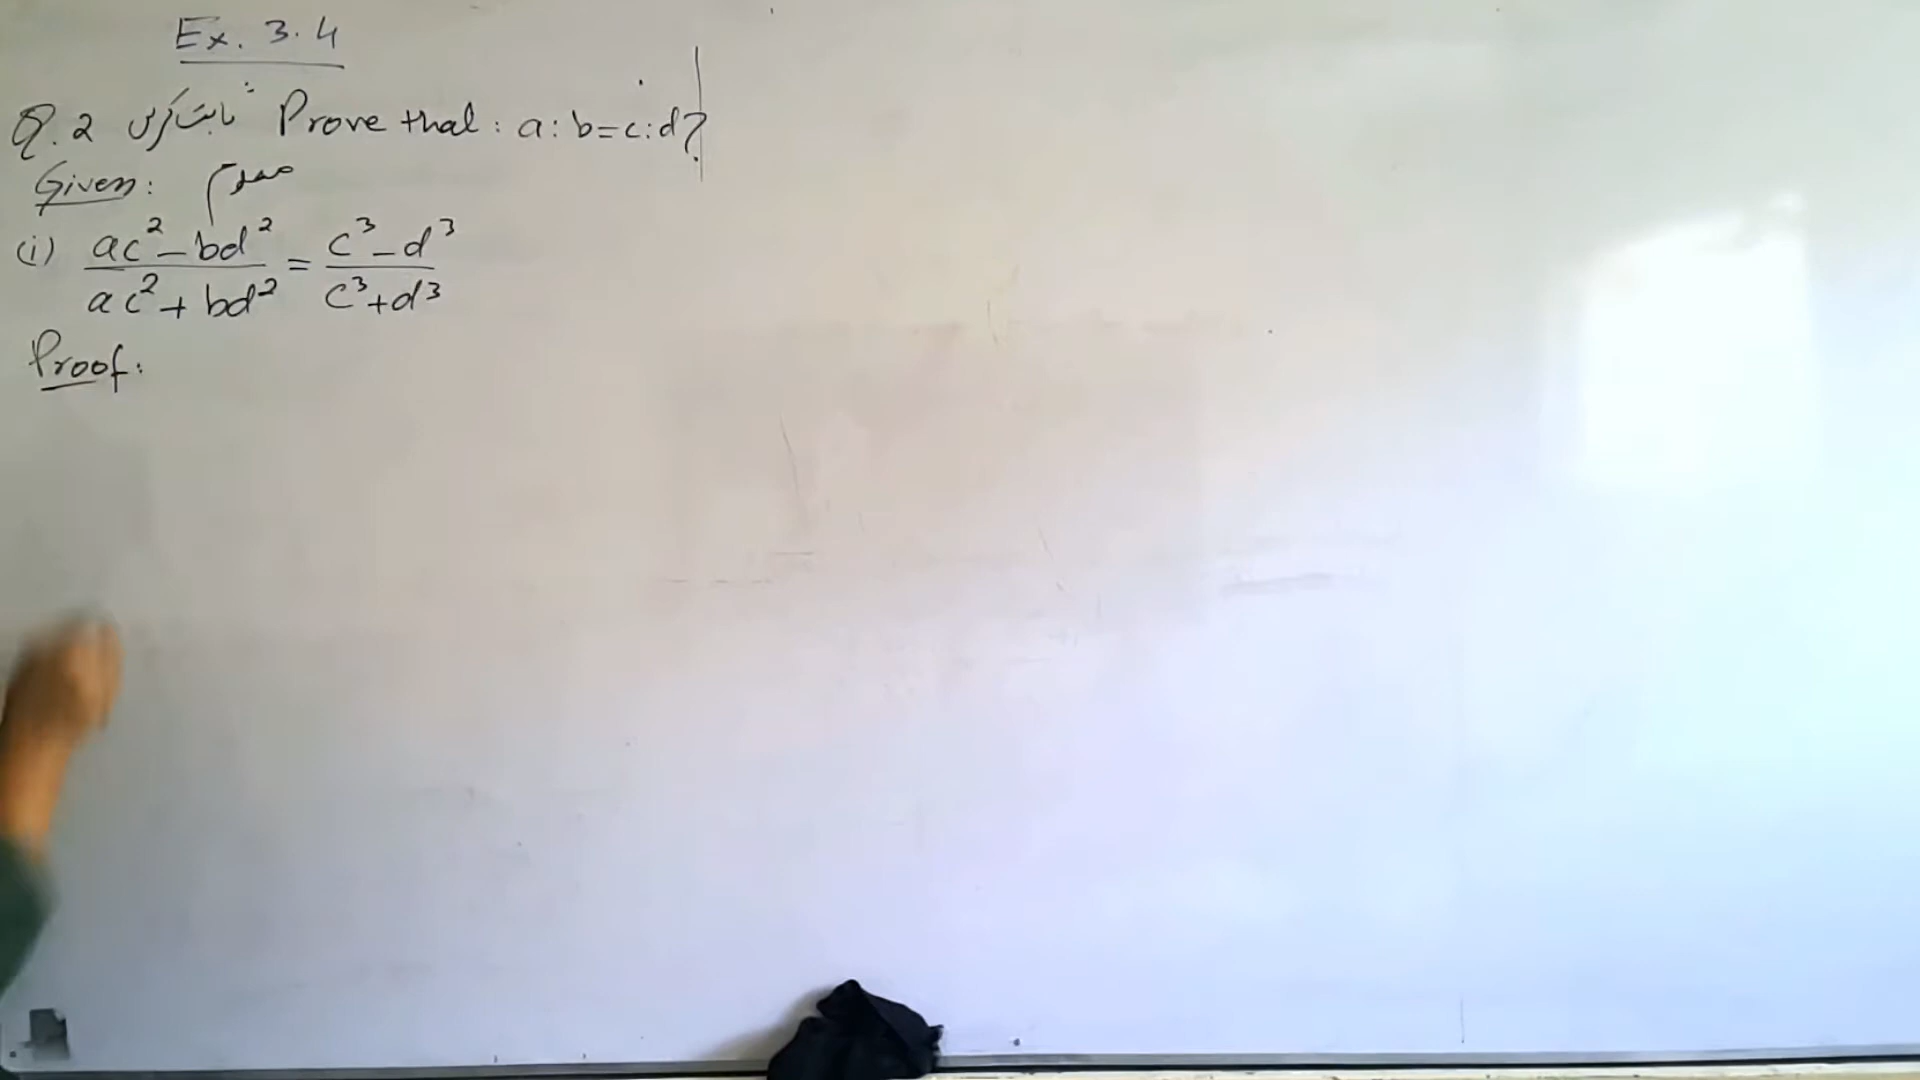 Ex. 3.4
Q.2 ثابت کریں Prove that: a:b=c:d?
Given: معلوم
(i) ac²-bd²/ac²+bd² = c³-d³/c³+d³
Proof: